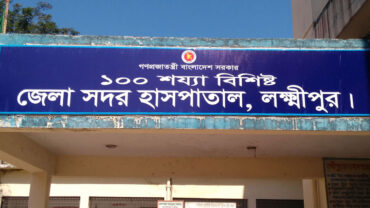 গণপ্রজাতন্ত্রী বাংলাদেশ সরকার
১০০ শয্যা বিশিষ্ট
জেলা সদর হাসপাতাল, লক্ষ্মীপুর।